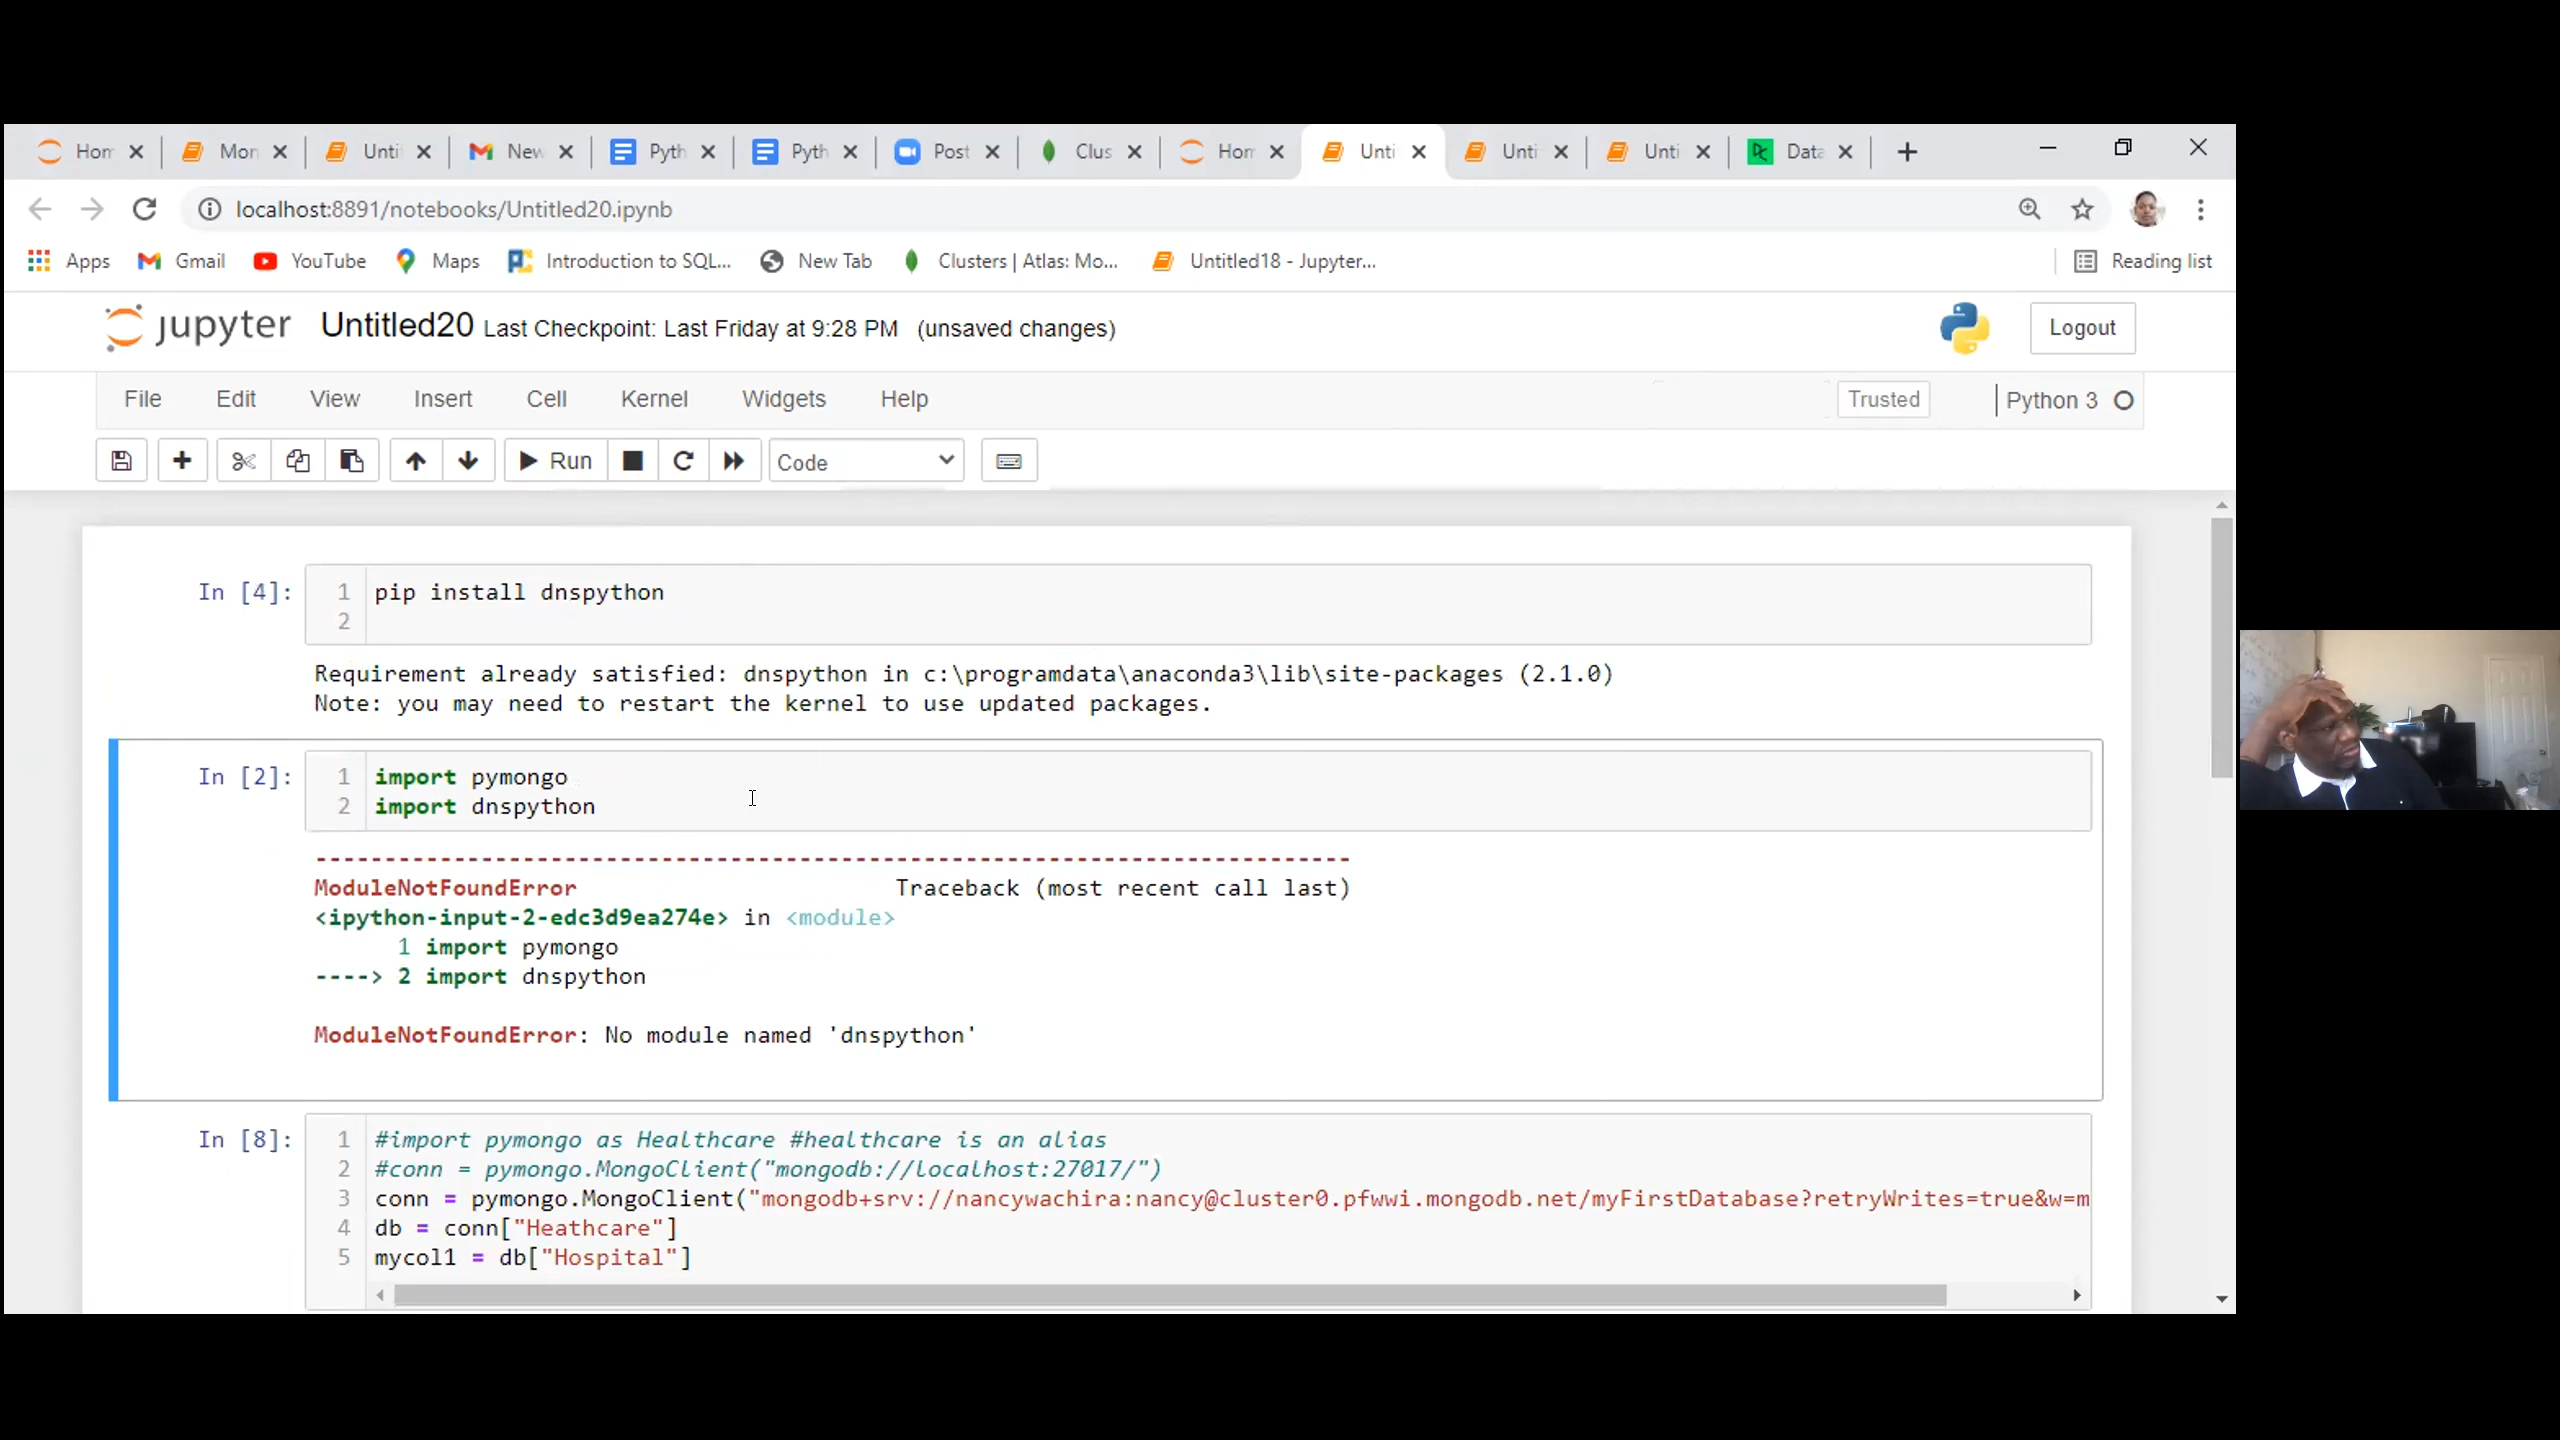 Hom
Mon
Unti
New
Pyth
Pyth
Post
Clus
Hom
Unti
Unti
Unti
Data
localhost:8891/notebooks/Untitled20.ipynb
Apps
Gmail
YouTube
Maps
Introduction to SQL...
New Tab
Clusters | Atlas: Mo...
Untitled18 - Jupyter...
Reading list
jupyter Untitled20 Last Checkpoint: Last Friday at 9:28 PM (unsaved changes)
Logout
File Edit View Insert Cell Kernel Widgets Help
Trusted
Python 3
Run
Code
In [4]:
1 pip install dnspython
2
Requirement already satisfied: dnspython in c:\programdata\anaconda3\lib\site-packages (2.1.0)
Note: you may need to restart the kernel to use updated packages.
In [2]:
1 import pymongo
2 import dnspython
---------------------------------------------------------------------------
ModuleNotFoundError Traceback (most recent call last)
<ipython-input-2-edc3d9ea274e> in <module>
1 import pymongo
----> 2 import dnspython
ModuleNotFoundError: No module named 'dnspython'
In [8]:
1 #import pymongo as Healthcare #healthcare is an alias
2 #conn = pymongo.MongoClient("mongodb://localhost:27017/")
3 conn = pymongo.MongoClient("mongodb+srv://nancywachira:nancy@cluster0.pfwwi.mongodb.net/myFirstDatabase?retryWrites=true&w=m
4 db = conn["Heathcare"]
5 mycol1 = db["Hospital"]